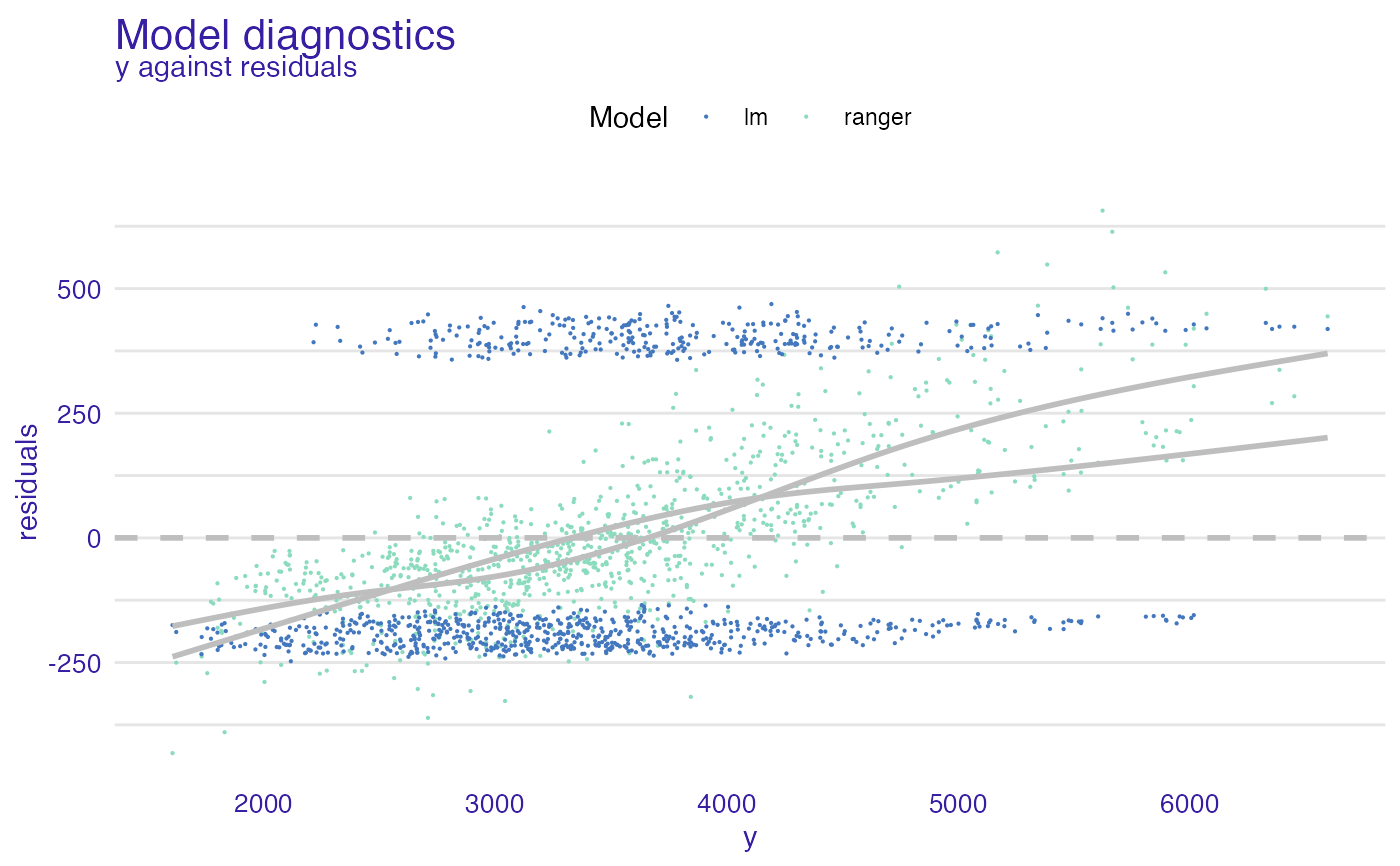 Model diagnostics
y against residuals
Model lm ranger
500
250
0
-250
residuals
2000 3000 4000 5000 6000
y